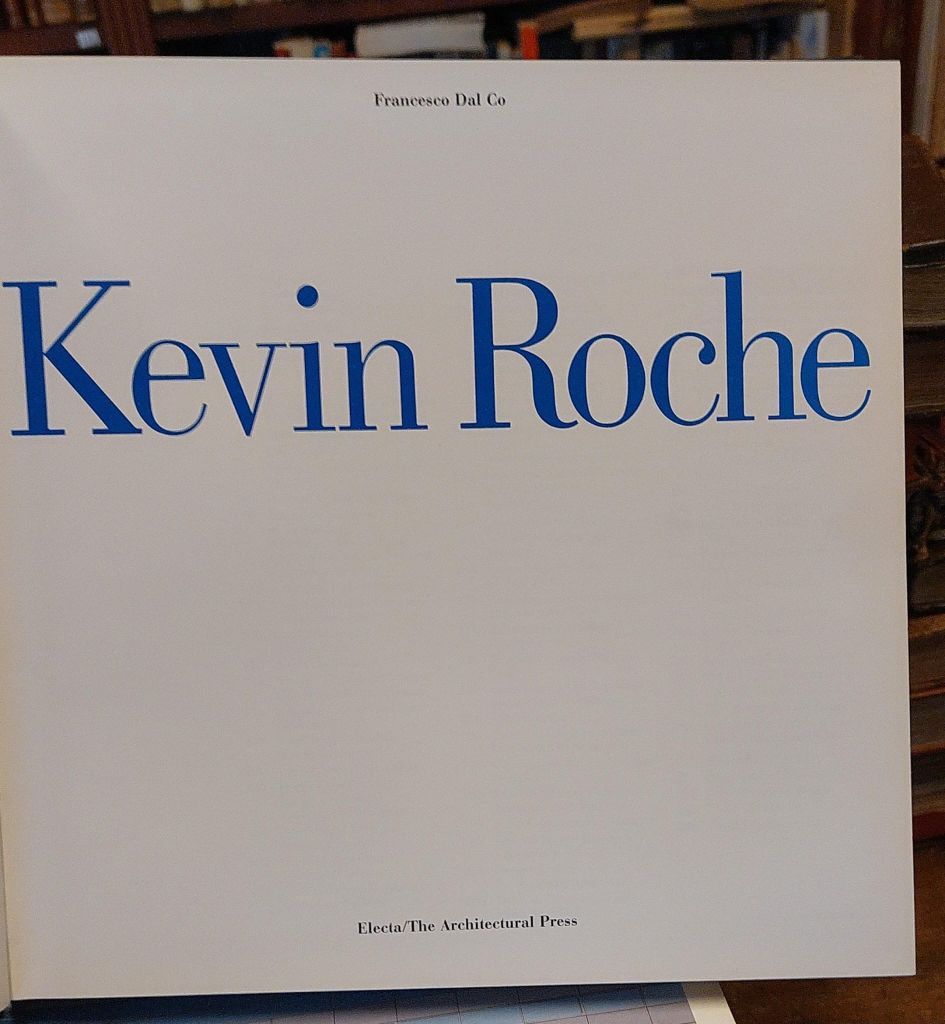 Francesco Dal Co
Kevin Roche
Electa/The Architectural Press